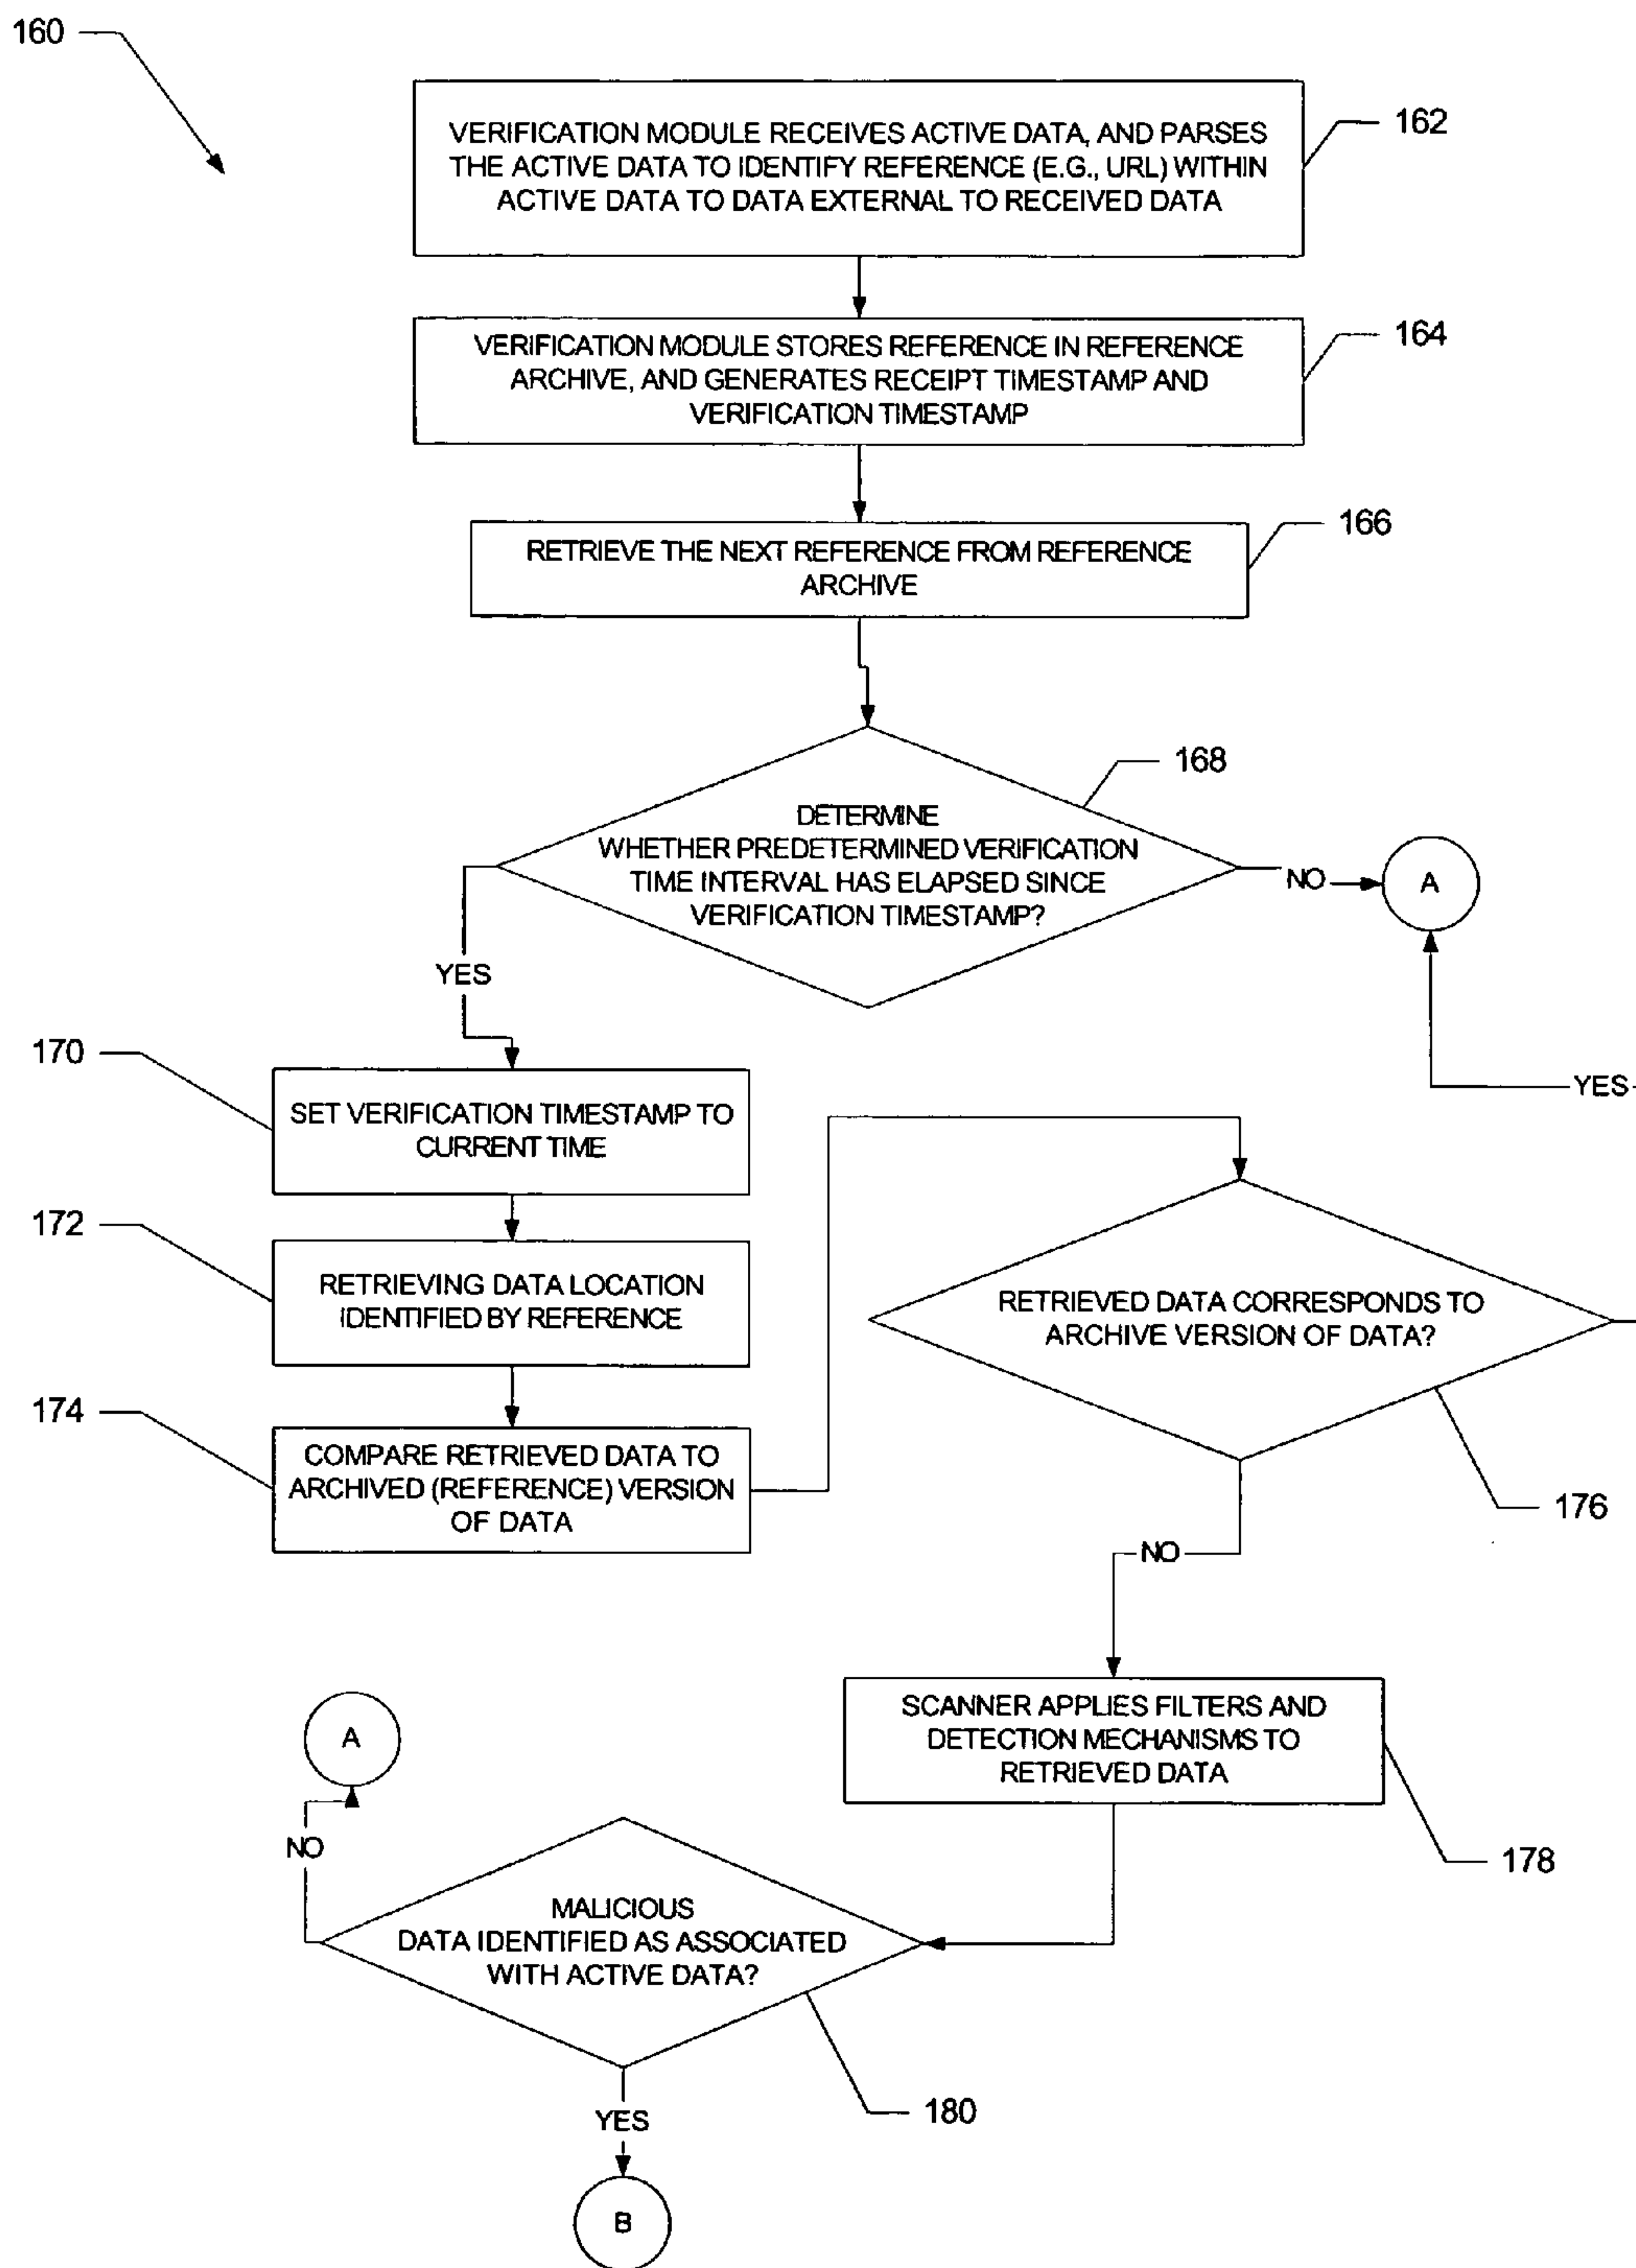 160
VERIFICATION MODULE RECEIVES ACTIVE DATA, AND PARSES
THE ACTIVE DATA TO IDENTIFY REFERENCE (E.G., URL) WITHIN
ACTIVE DATA TO DATA EXTERNAL TO RECEIVED DATA
162
VERIFICATION MODULE STORES REFERENCE IN REFERENCE
ARCHIVE, AND GENERATES RECEIPT TIMESTAMP AND
VERIFICATION TIMESTAMP
164
RETRIEVE THE NEXT REFERENCE FROM REFERENCE
ARCHIVE
166
168
DETERMINE
WHETHER PREDETERMINED VERIFICATION
TIME INTERVAL HAS ELAPSED SINCE
VERIFICATION TIMESTAMP?
NO
A
YES
YES
170
SET VERIFICATION TIMESTAMP TO
CURRENT TIME
172
RETRIEVING DATA LOCATION
IDENTIFIED BY REFERENCE
174
COMPARE RETRIEVED DATA TO
ARCHIVED (REFERENCE) VERSION
OF DATA
RETRIEVED DATA CORRESPONDS TO
ARCHIVE VERSION OF DATA?
176
NO
SCANNER APPLIES FILTERS AND
DETECTION MECHANISMS TO
RETRIEVED DATA
178
A
NO
MALICIOUS
DATA IDENTIFIED AS ASSOCIATED
WITH ACTIVE DATA?
180
YES
B